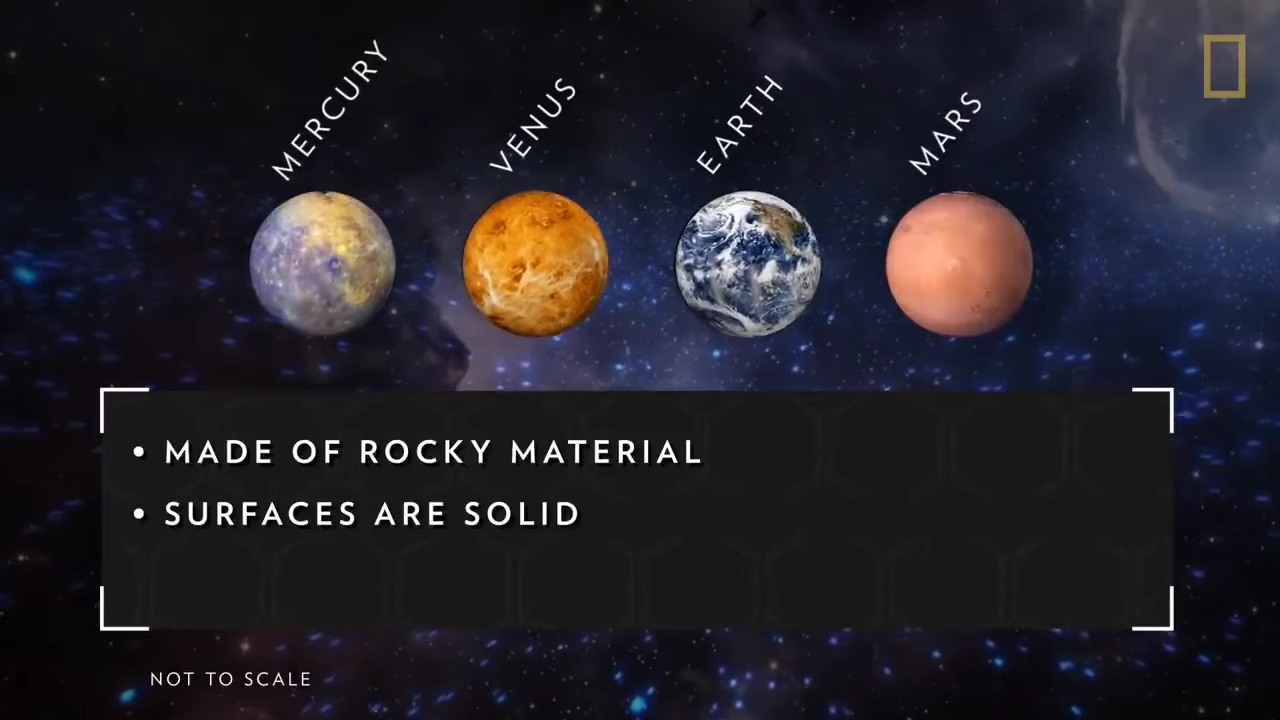 MERCURY
VENUS
EARTH
MARS
• MADE OF ROCKY MATERIAL
• SURFACES ARE SOLID
NOT TO SCALE